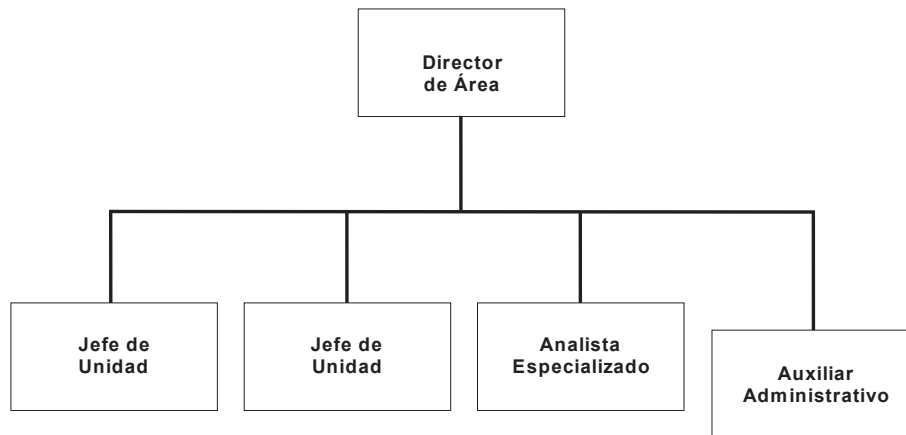 Director
de Área
Jefe de
Unidad
Jefe de
Unidad
Analista
Especializado
Auxiliar
Administrativo